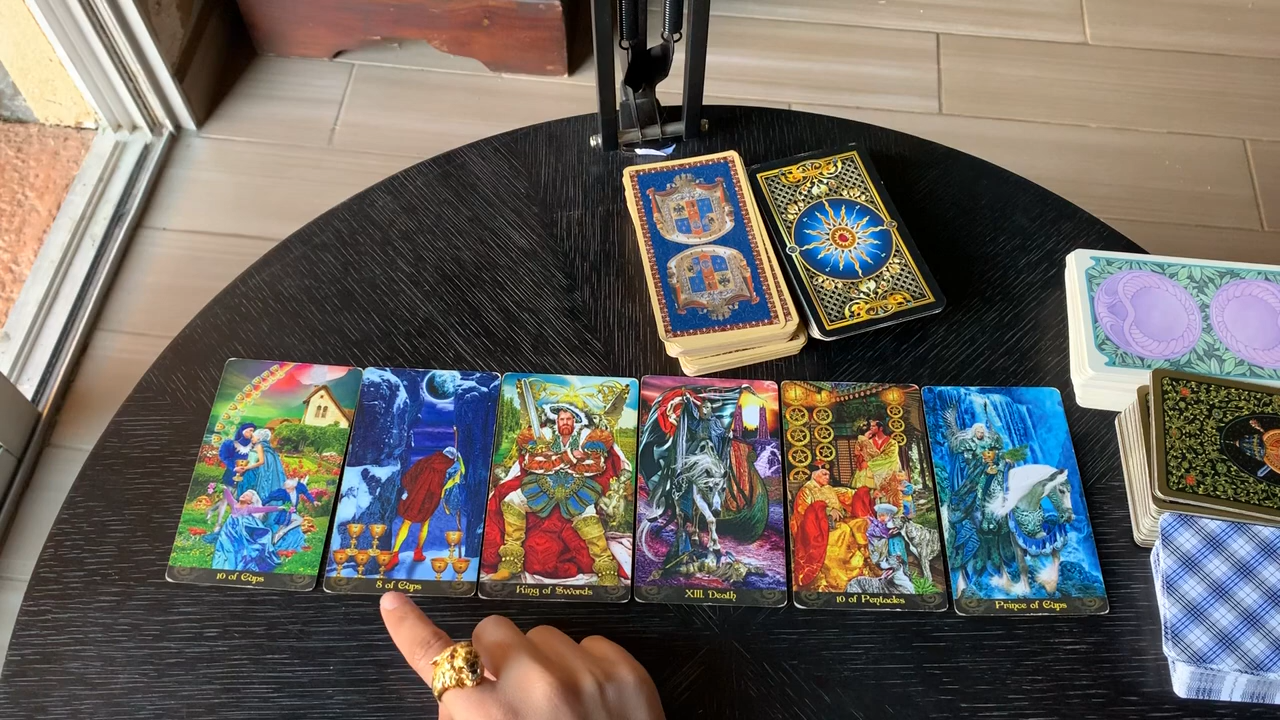 10 of Cups
8 of Cups
King of Swords
XIII. Death
10 of Pentacles
Prince of Cups